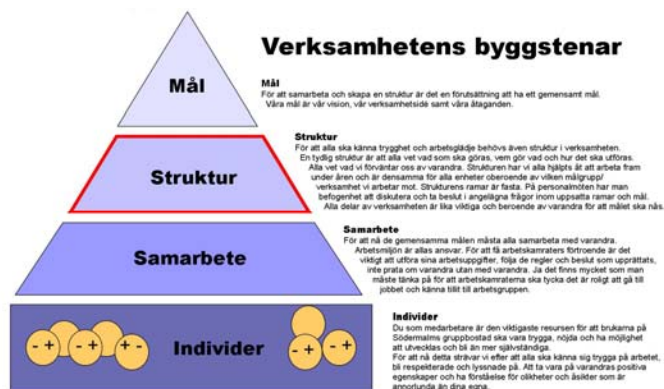 Verksamhetens byggstenar
Mål
Mål
För att samarbeta och skapa en struktur är det en förutsättning att ha ett gemensamt mål.
Våra mål är vår vision, vår verksamhetsidé samt våra åtaganden.
Struktur
Struktur
För att alla ska känna trygghet och arbetsglädje behövs även struktur i verksamheten.
En tydlig struktur är att alla vet vad som ska göras, vem gör vad och hur det ska utföras.
Alla vet vad vi förväntar oss av varandra. Strukturen har vi alla hjälpts åt att arbeta fram
under åren och är densamma för alla enheter oberoende av vilken målgrupp/
verksamhet vi arbetar mot. Strukturens ramar är fasta. På personalmöten har man
befogenhet att diskutera och ta beslut i angelägna frågor inom uppsatta ramar och mål.
Alla delar av verksamheten är lika viktiga och beroende av varandra för att målet ska nås.
Samarbete
Samarbete
För att nå de gemensamma målen måsta alla samarbeta med varandra.
Arbetsmiljön är allas ansvar. För att få arbetskamraters förtroende är det
viktigt att utföra sina arbetsuppgifter, följa de regler och beslut som upprättats,
inte prata om varandra utan med varandra. Ja det finns mycket som man
måste tänka på för att arbetskamraterna ska tycka det är roligt att gå till
jobbet och känna tillit till arbetsgruppen.
Individer
- + + - + -
- + - +
Individer
Du som medarbetare är den viktigaste resursen för att brukarna på
Södermalms gruppbostad ska vara trygga, nöjda och ha möjlighet
att utvecklas och bli än mer självständiga.
För att nå detta strävar vi efter att alla ska känna sig trygga på arbetet,
bli respekterade och lyssnade på. Att ta vara på varandras positiva
egenskaper och ha förståelse för olikheter och åsikter som är
annorlunda än dina egna.